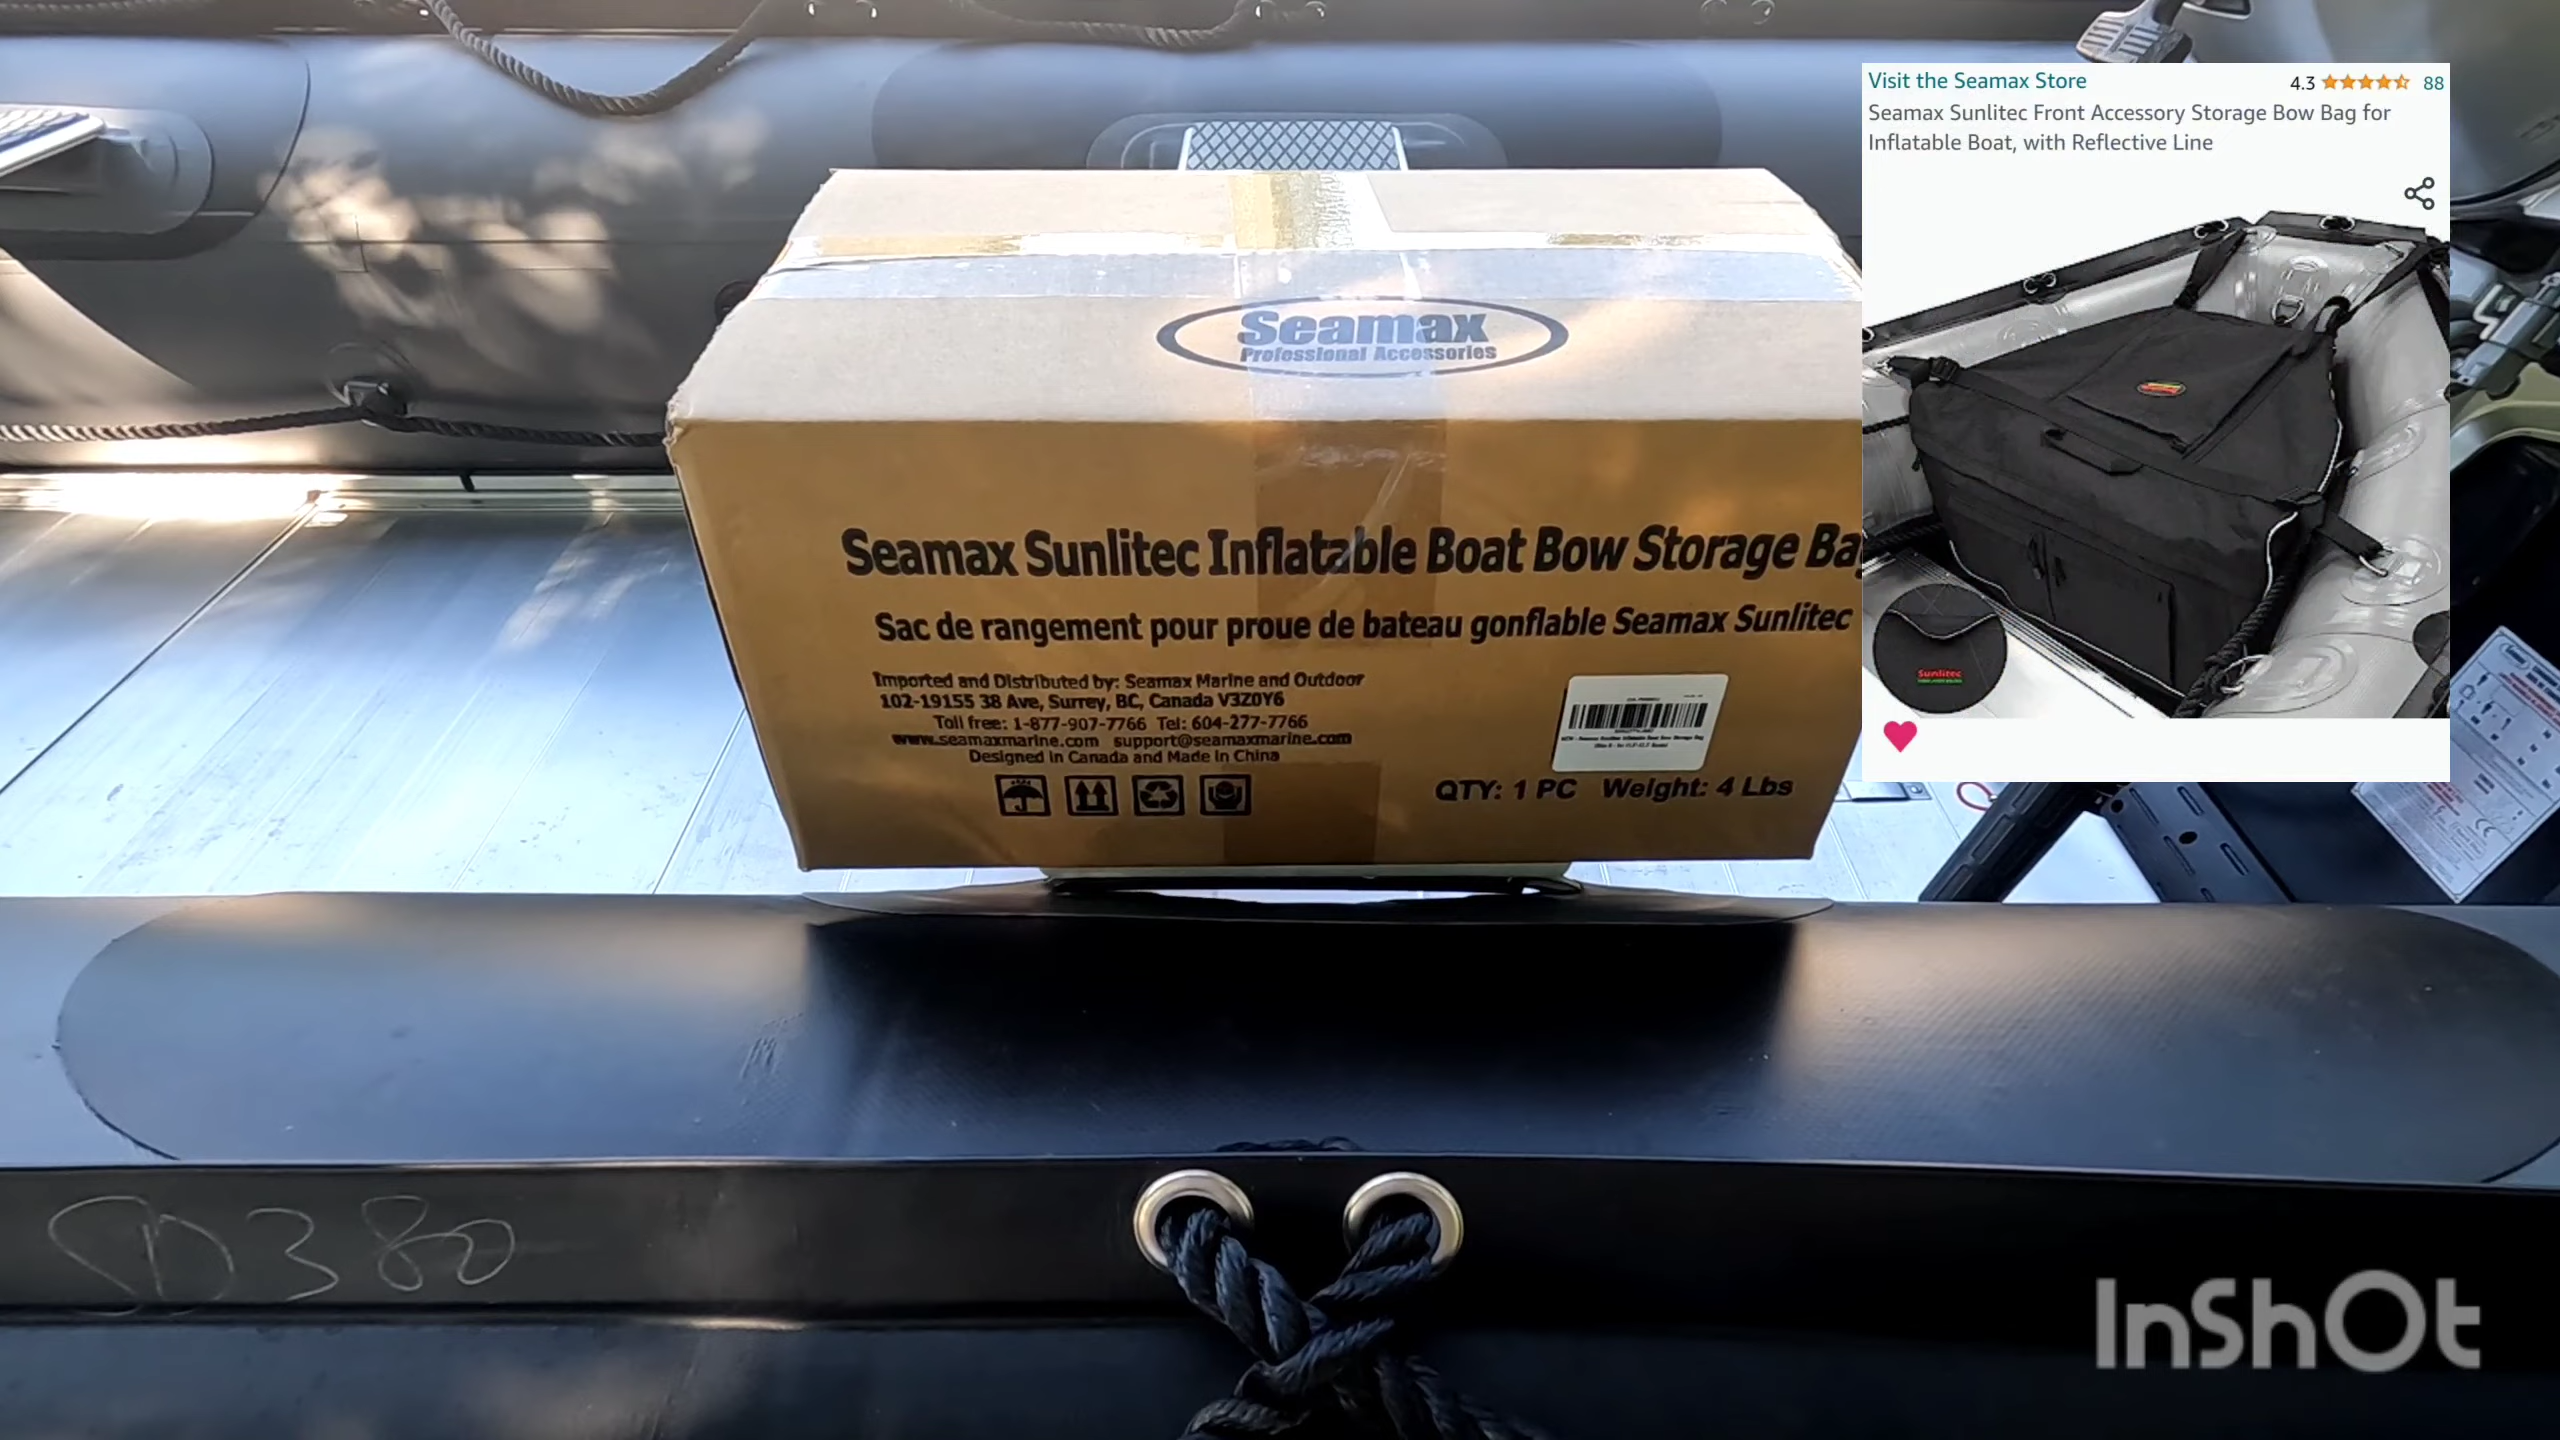 Visit the Seamax Store
4.3 88
Seamax Sunlitec Front Accessory Storage Bow Bag for
Inflatable Boat, with Reflective Line
Sunlitec
Seamax
Professional Accessories
Seamax Sunlitec Inflatable Boat Bow Storage Ba
Sac de rangement pour proue de bateau gonflable Seamax Sunlitec
Imported and Distributed by: Seamax Marine and Outdoor
102-19155 38 Ave, Surrey, BC, Canada V3Z0Y6
Toll free: 1-877-907-7766 Tel: 604-277-7766
www.seamaxmarine.com support@seamaxmarine.com
Designed in Canada and Made in China
QTY: 1 PC Weight: 4 Lbs
SD380
InShOt